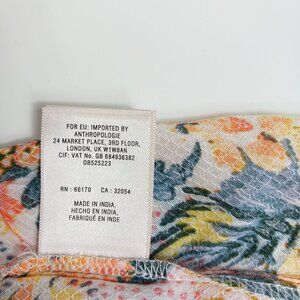 FOR EU: IMPORTED BY
ANTHROPOLOGIE
24 MARKET PLACE, 3RD FLOOR,
LONDON, UK W1W8AN
CIF: VAT No. GB 684936382
OB525223
RN : 66170 CA : 32054
MADE IN INDIA,
HECHO EN INDIA,
FABRIQUÉ EN INDE